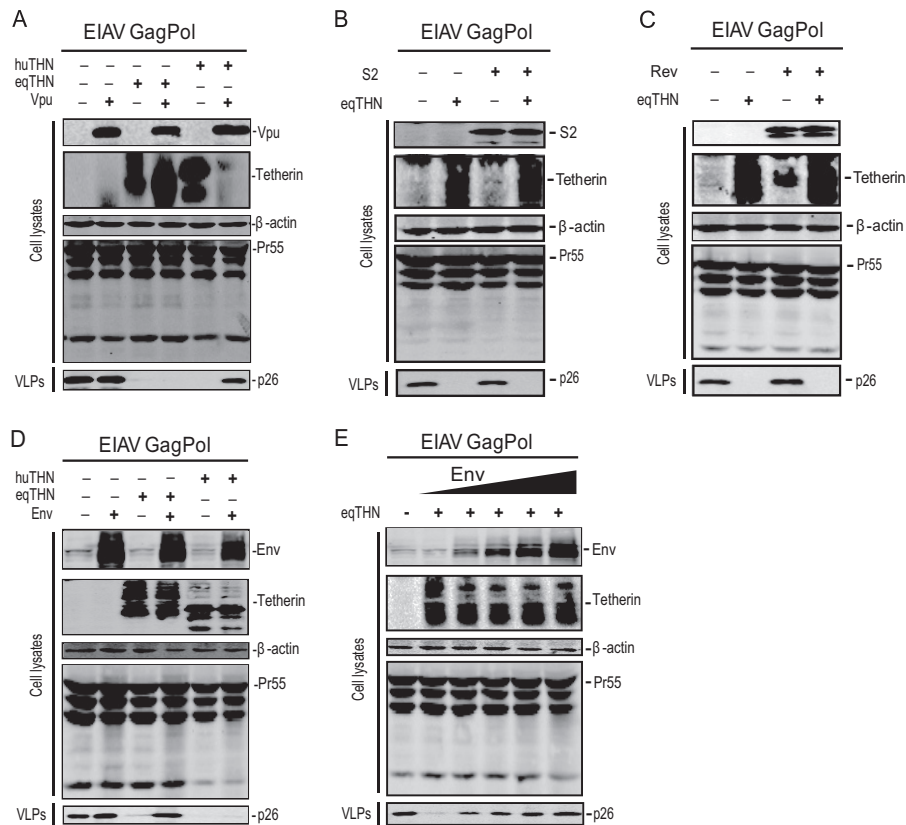 A
EIAV GagPol
huTHN – – – – + +
eqTHN – – + + – –
Vpu – + – + – +
Cell lysates
-Vpu
-Tetherin
-β-actin
-Pr55
VLPs
-p26
B
EIAV GagPol
S2 – – + +
eqTHN – + – +
Cell lysates
-S2
Tetherin
β-actin
Pr55
VLPs
p26
C
EIAV GagPol
Rev – – + +
eqTHN – + – +
Cell lysates
Tetherin
β-actin
Pr55
VLPs
p26
D
EIAV GagPol
huTHN – – – – + +
eqTHN – – + + – –
Env – + – + – +
Cell lysates
-Env
-Tetherin
-β-actin
-Pr55
VLPs
-p26
E
EIAV GagPol
Env
eqTHN - + + + + +
Cell lysates
Env
Tetherin
β-actin
Pr55
VLPs
p26